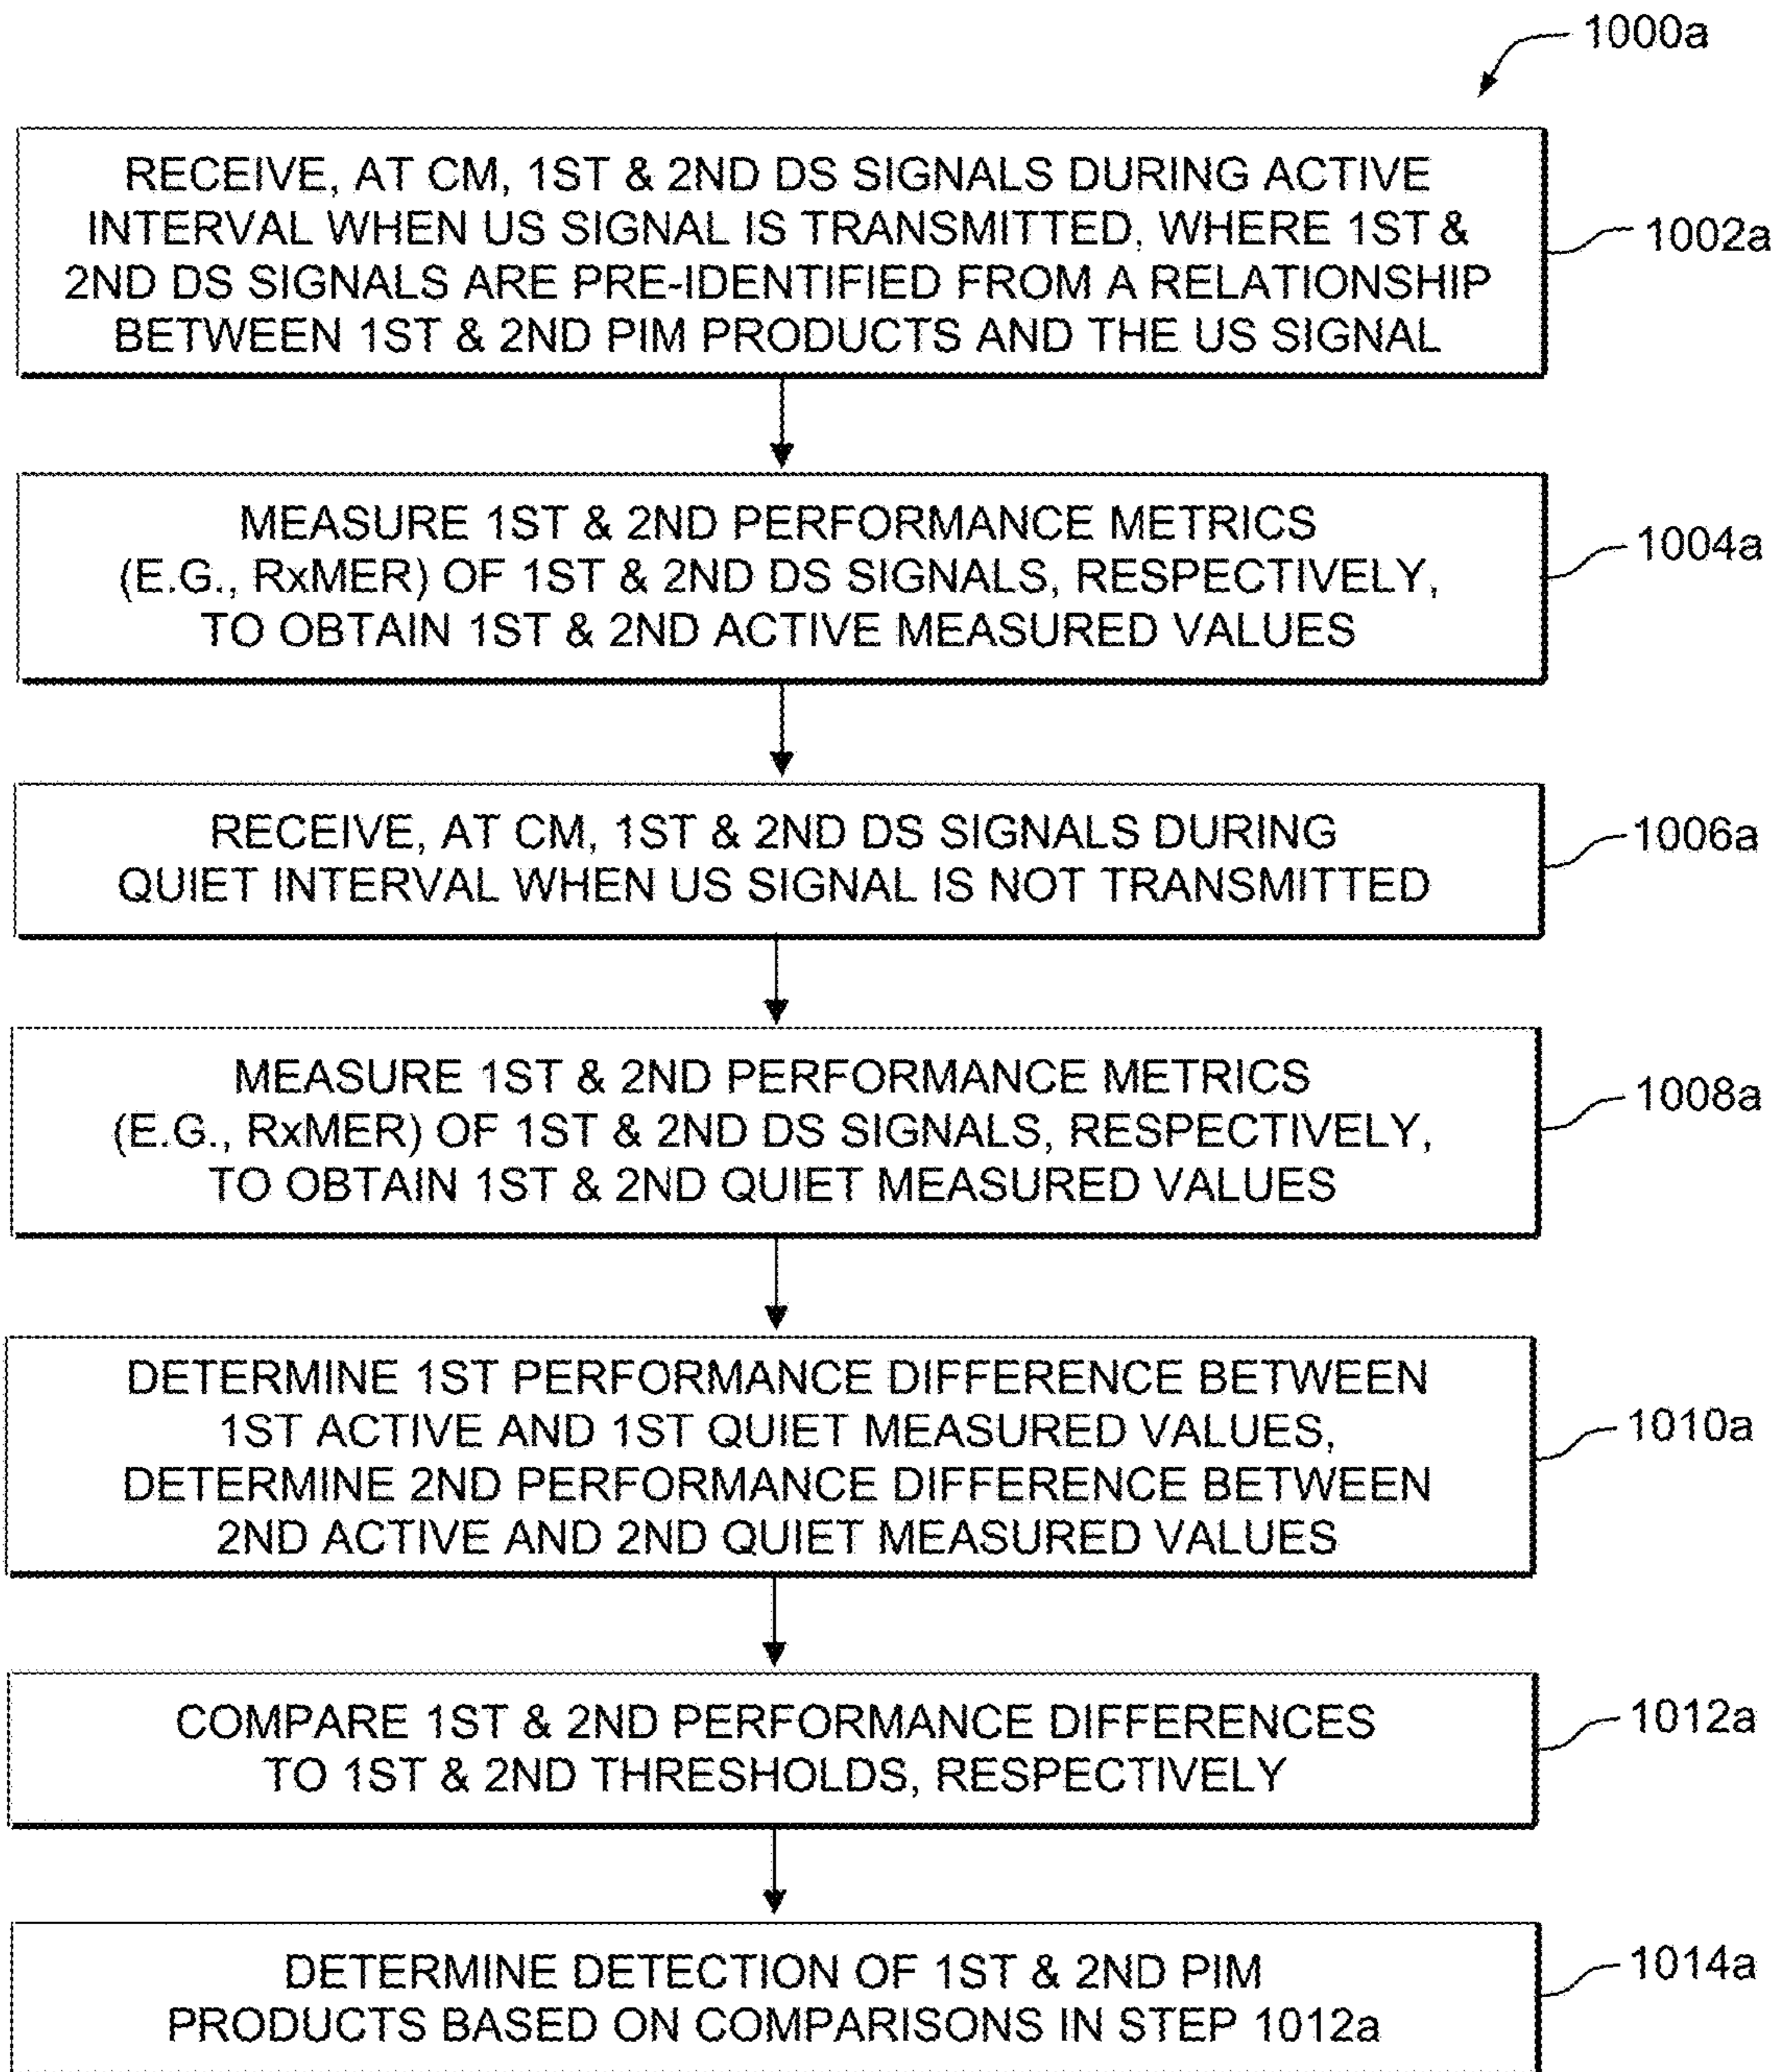 1000a
RECEIVE, AT CM, 1ST & 2ND DS SIGNALS DURING ACTIVE
INTERVAL WHEN US SIGNAL IS TRANSMITTED, WHERE 1ST &
2ND DS SIGNALS ARE PRE-IDENTIFIED FROM A RELATIONSHIP
BETWEEN 1ST & 2ND PIM PRODUCTS AND THE US SIGNAL
1002a
MEASURE 1ST & 2ND PERFORMANCE METRICS
(E.G., RxMER) OF 1ST & 2ND DS SIGNALS, RESPECTIVELY,
TO OBTAIN 1ST & 2ND ACTIVE MEASURED VALUES
1004a
RECEIVE, AT CM, 1ST & 2ND DS SIGNALS DURING
QUIET INTERVAL WHEN US SIGNAL IS NOT TRANSMITTED
1006a
MEASURE 1ST & 2ND PERFORMANCE METRICS
(E.G., RxMER) OF 1ST & 2ND DS SIGNALS, RESPECTIVELY,
TO OBTAIN 1ST & 2ND QUIET MEASURED VALUES
1008a
DETERMINE 1ST PERFORMANCE DIFFERENCE BETWEEN
1ST ACTIVE AND 1ST QUIET MEASURED VALUES,
DETERMINE 2ND PERFORMANCE DIFFERENCE BETWEEN
2ND ACTIVE AND 2ND QUIET MEASURED VALUES
1010a
COMPARE 1ST & 2ND PERFORMANCE DIFFERENCES
TO 1ST & 2ND THRESHOLDS, RESPECTIVELY
1012a
DETERMINE DETECTION OF 1ST & 2ND PIM
PRODUCTS BASED ON COMPARISONS IN STEP 1012a
1014a